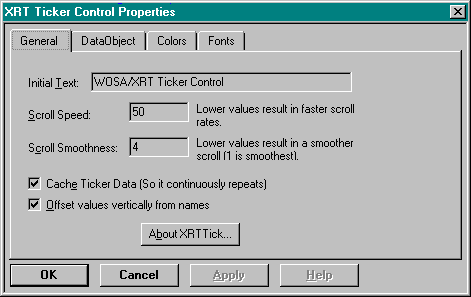 XRT Ticker Control Properties
General DataObject Colors Fonts
Initial Text: WOSA/XRT Ticker Control
Scroll Speed: 50 Lower values result in faster scroll
rates.
Scroll Smoothness: 4 Lower values result in a smoother
scroll (1 is smoothest).
Cache Ticker Data (So it continuously repeats)
Offset values vertically from names
About XRTTick...
OK Cancel Apply Help